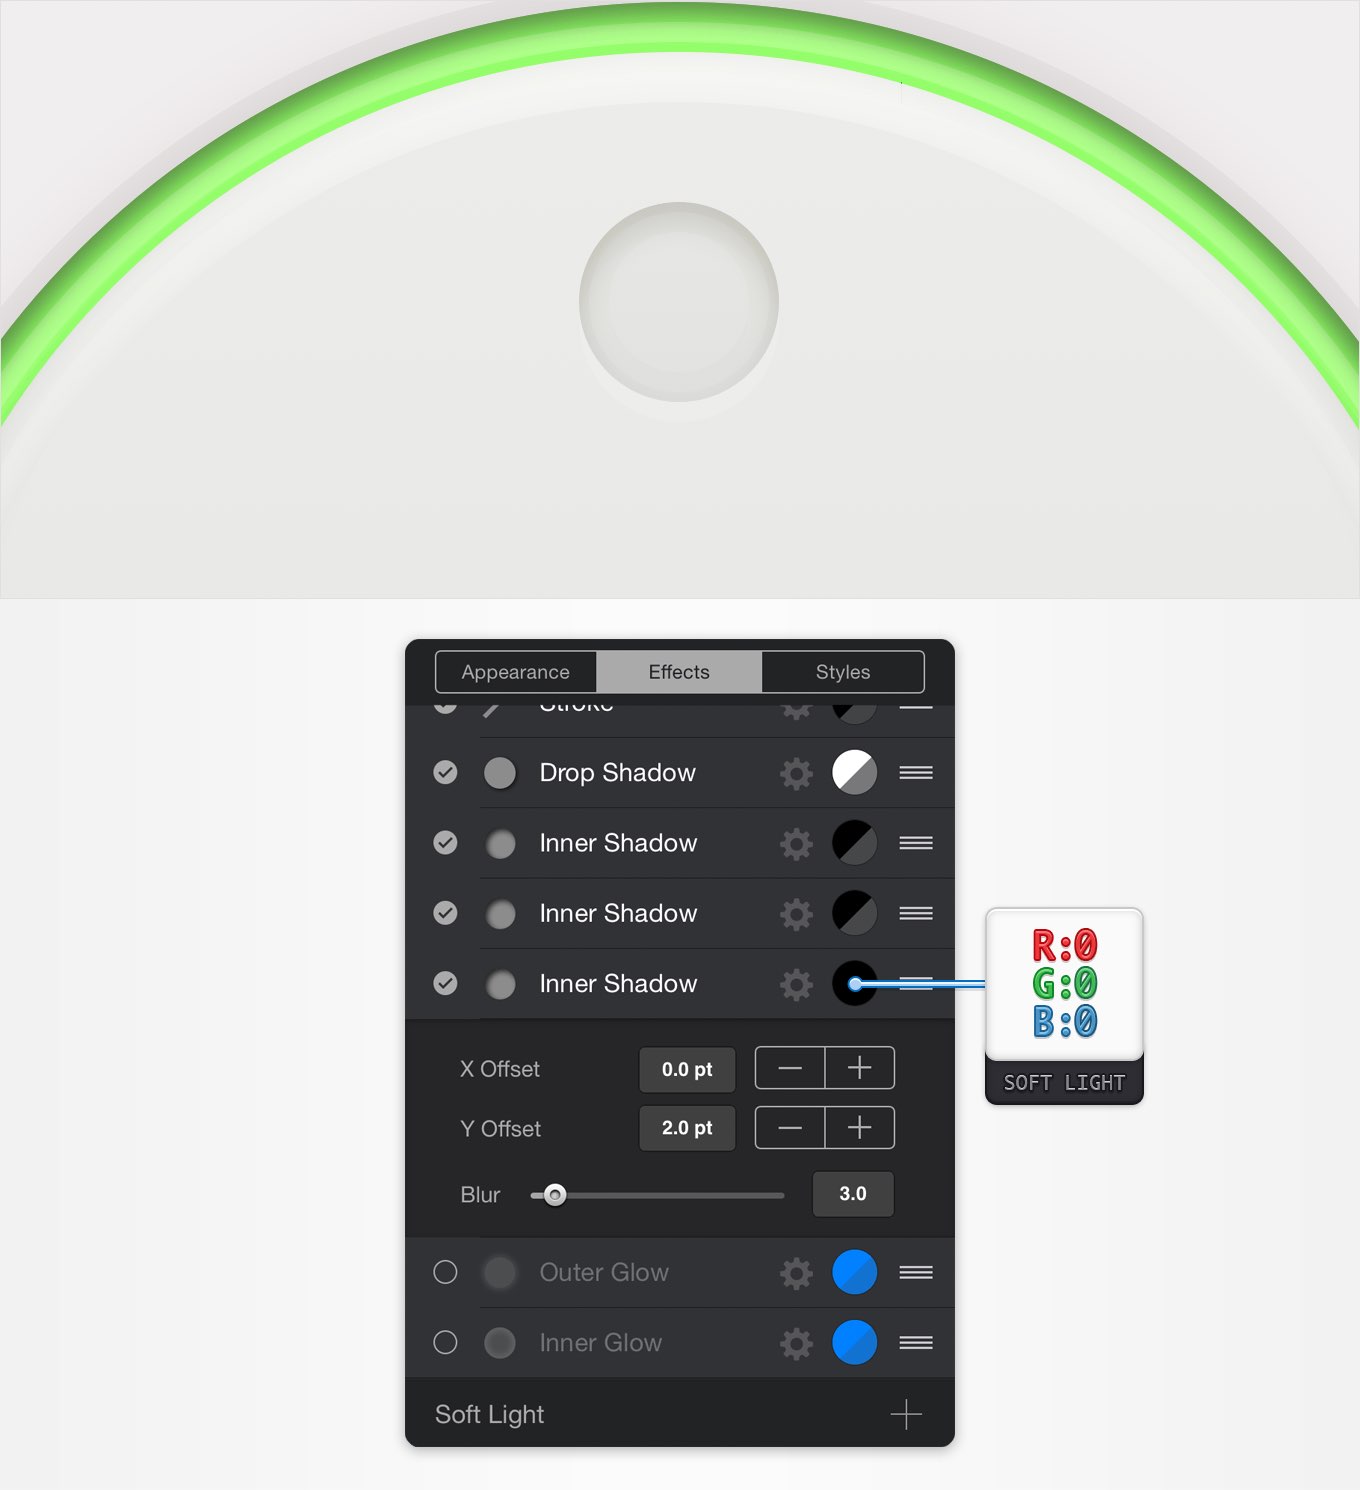 Appearance
Effects
Styles
Stroke
Drop Shadow
Inner Shadow
Inner Shadow
Inner Shadow
R:0
G:0
B:0
SOFT LIGHT
X Offset
0.0 pt
Y Offset
2.0 pt
Blur
3.0
Outer Glow
Inner Glow
Soft Light